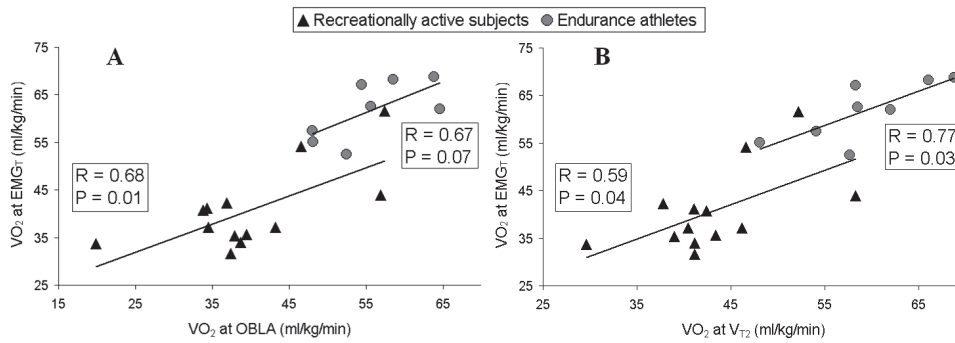 ▲ Recreationally active subjects ● Endurance athletes
A
75
65
55
45
35
25
VO2 at EMGT (ml/kg/min)
R = 0.68
P = 0.01
R = 0.67
P = 0.07
15 25 35 45 55 65
VO2 at OBLA (ml/kg/min)
B
75
65
55
45
35
25
VO2 at EMGT (ml/kg/min)
R = 0.59
P = 0.04
R = 0.77
P = 0.03
25 35 45 55 65
VO2 at VT2 (ml/kg/min)